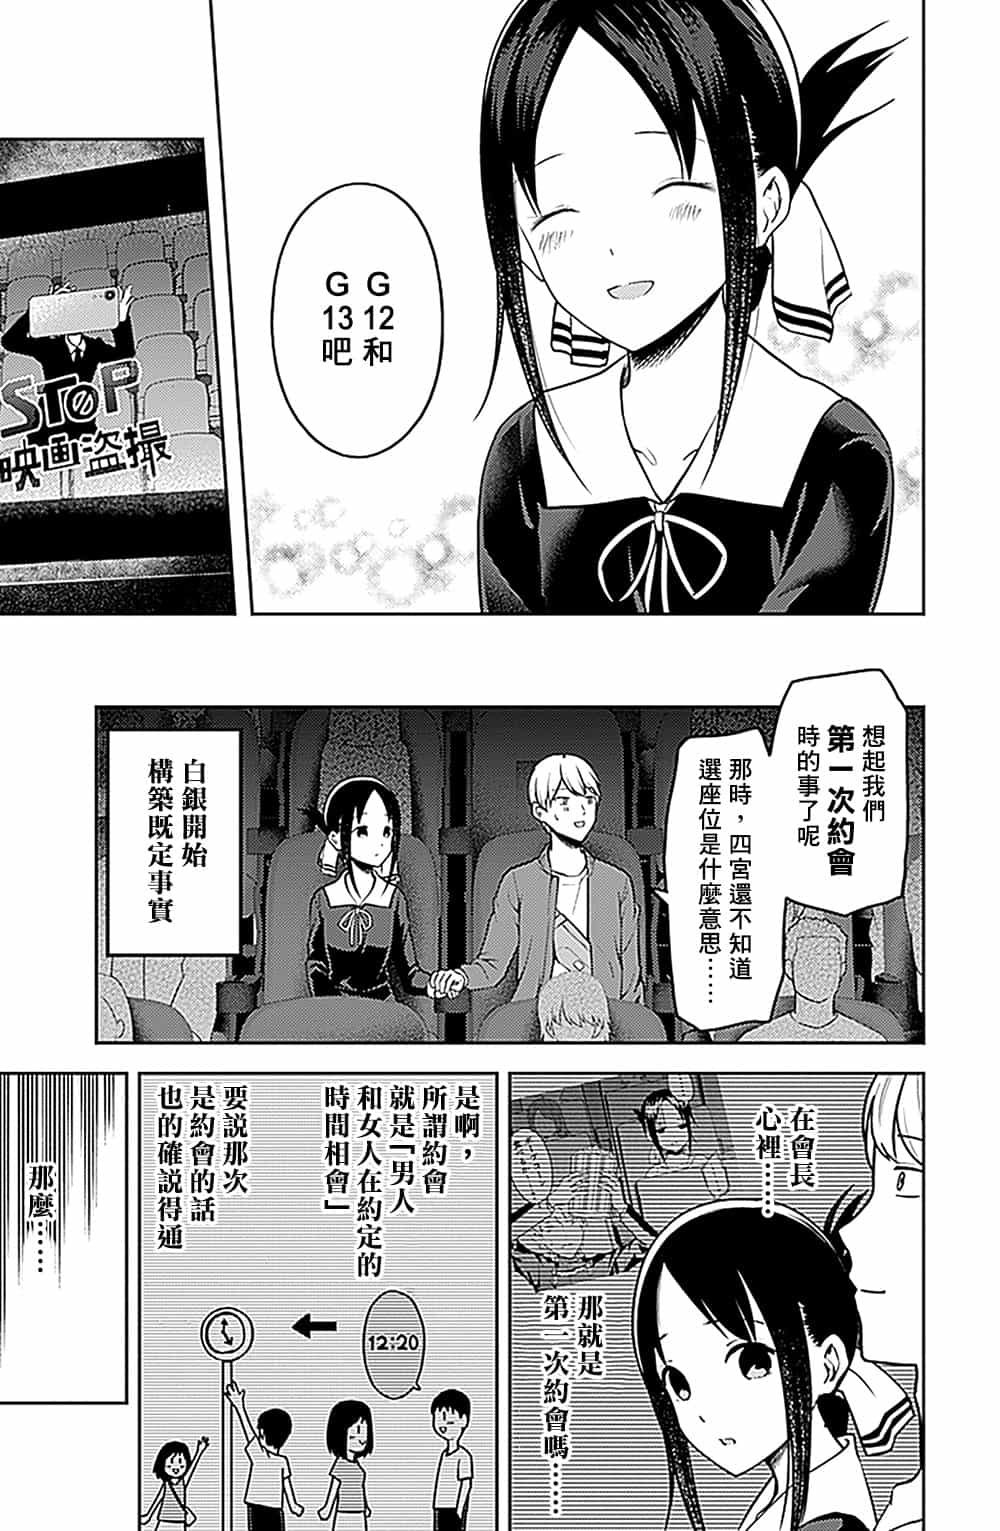 G12和
G13吧
STOP
映画盗撮
想起我們
第一次約會
時的事了呢
那時，四宮還不知道
選座位是什麼意思……
白銀開始
構築既定事實
在會長
心裡……
那就是
第一次約會嗎……
是啊，
所謂約會
就是「男人
和女人在約定的
時間相會」
要說那次
是約會的話
也的確說得通
12:20
那麼……